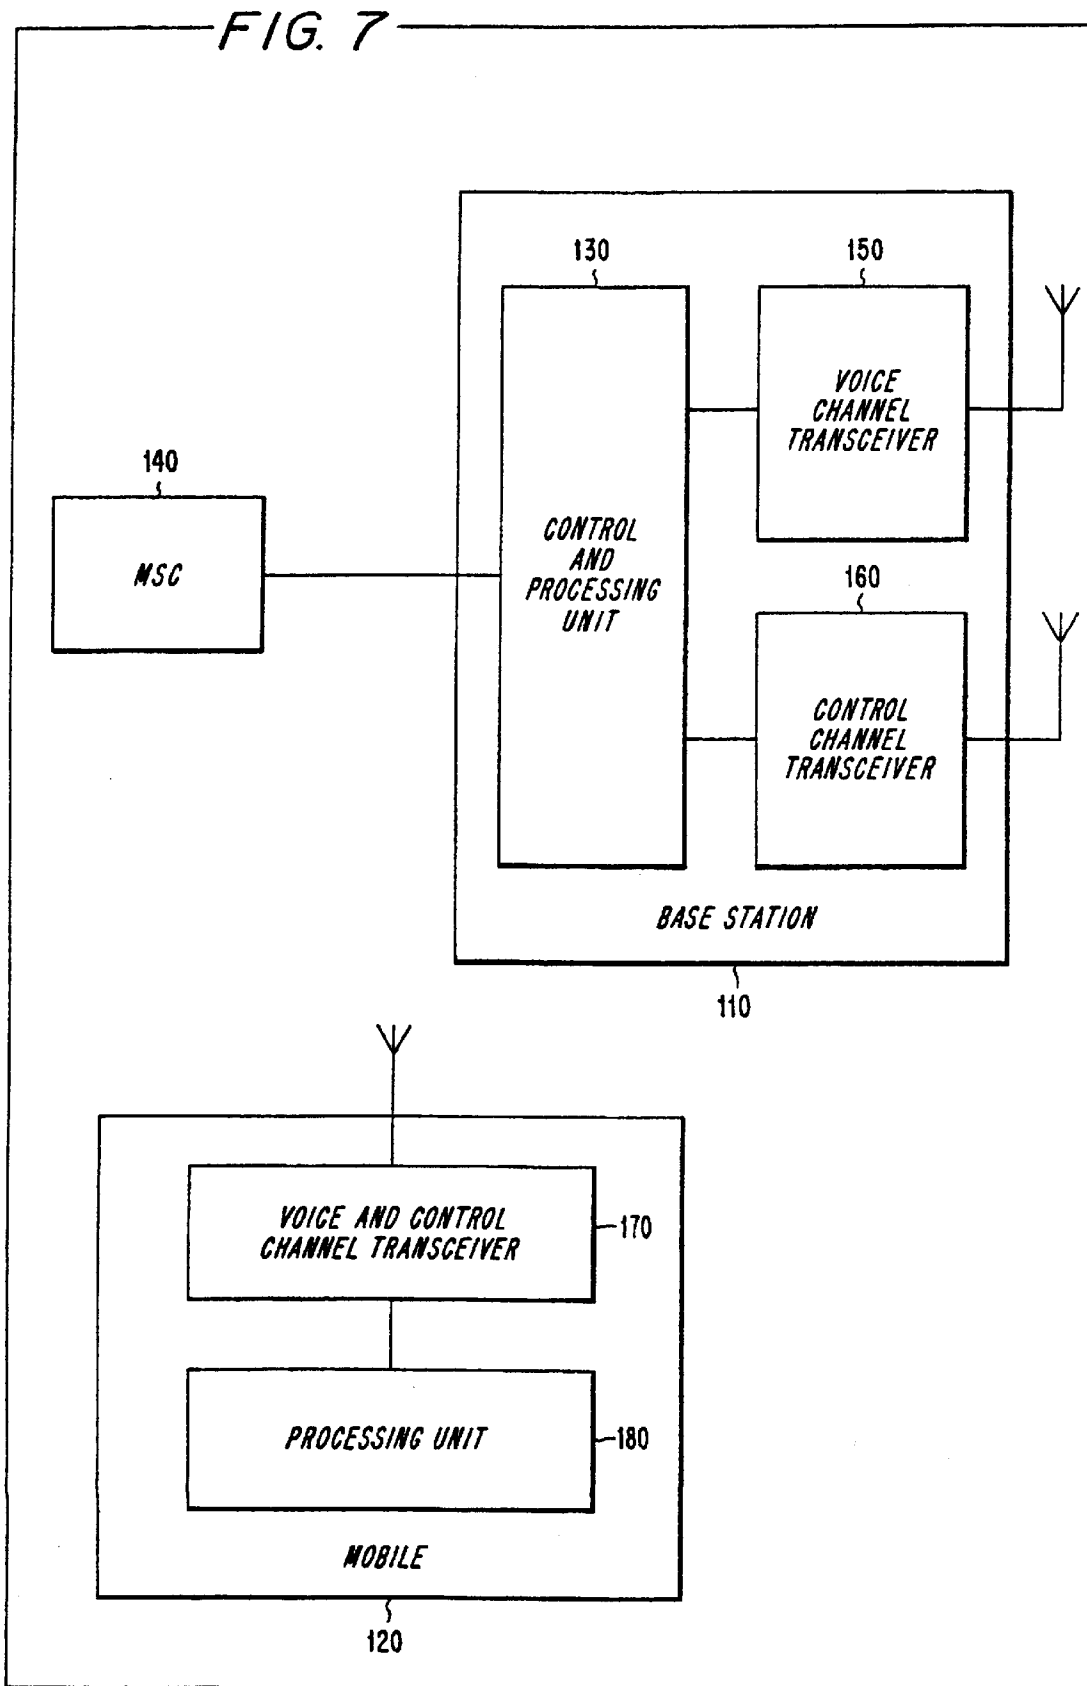 FIG. 7
130
150
VOICE
CHANNEL
TRANSCEIVER
140
MSC
CONTROL
AND
PROCESSING
UNIT
160
CONTROL
CHANNEL
TRANSCEIVER
BASE STATION
110
VOICE AND CONTROL
CHANNEL TRANSCEIVER
170
PROCESSING UNIT
180
MOBILE
120